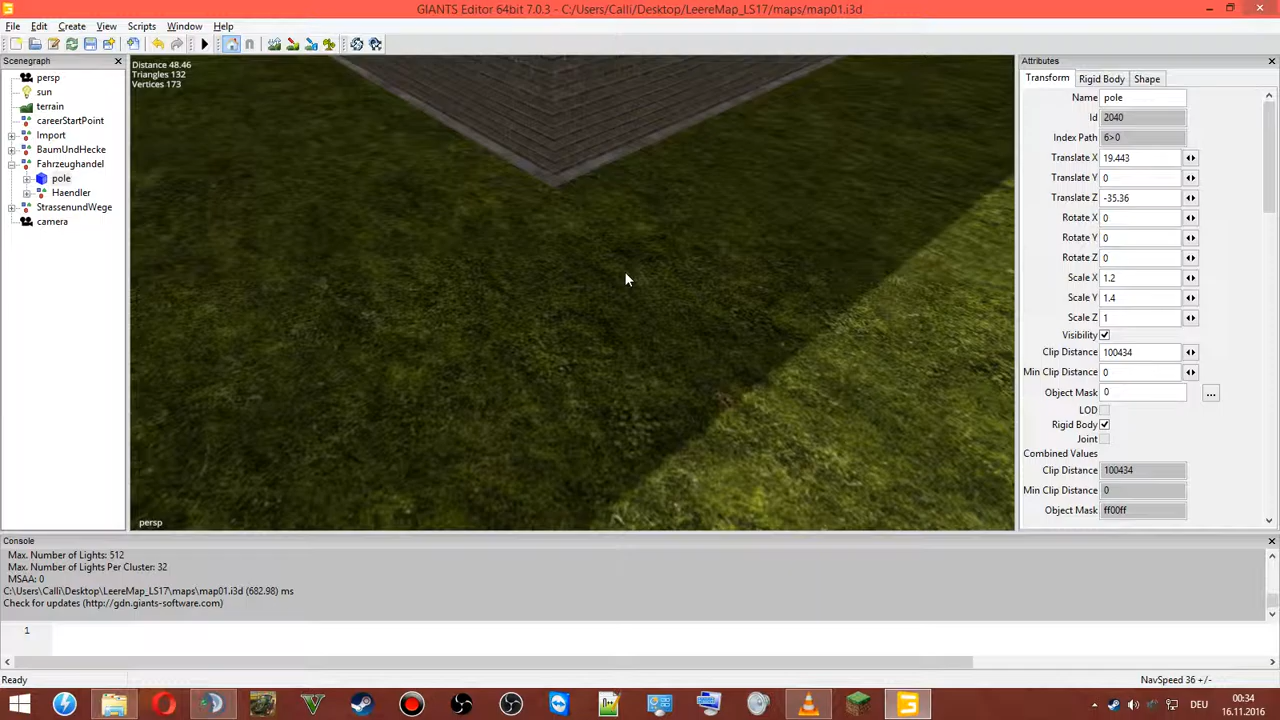 GIANTS Editor 64bit 7.0.3 - C:/Users/Calli/Desktop/LeereMap_LS17/maps/map01.i3d
File Edit Create View Scripts Window Help
Scenegraph
persp
sun
terrain
careerStartPoint
Import
BaumUndHecke
Fahrzeughandel
pole
Haendler
StrassenundWege
camera
Distance 48.46
Triangles 132
Vertices 173
persp
Attributes
Transform Rigid Body Shape
Name pole
Id 2040
Index Path 6>0
Translate X 19.443
Translate Y 0
Translate Z -35.36
Rotate X 0
Rotate Y 0
Rotate Z 0
Scale X 1.2
Scale Y 1.4
Scale Z 1
Visibility
Clip Distance 100434
Min Clip Distance 0
Object Mask 0 ...
LOD
Rigid Body
Joint
Combined Values
Clip Distance 100434
Min Clip Distance 0
Object Mask ff00ff
Console
Max. Number of Lights: 512
Max. Number of Lights Per Cluster: 32
MSAA: 0
C:\Users\Calli\Desktop\LeereMap_LS17\maps\map01.i3d (682.98) ms
Check for updates (http://gdn.giants-software.com)
1
Ready
NavSpeed 36 +/-
DEU
00:34
16.11.2016